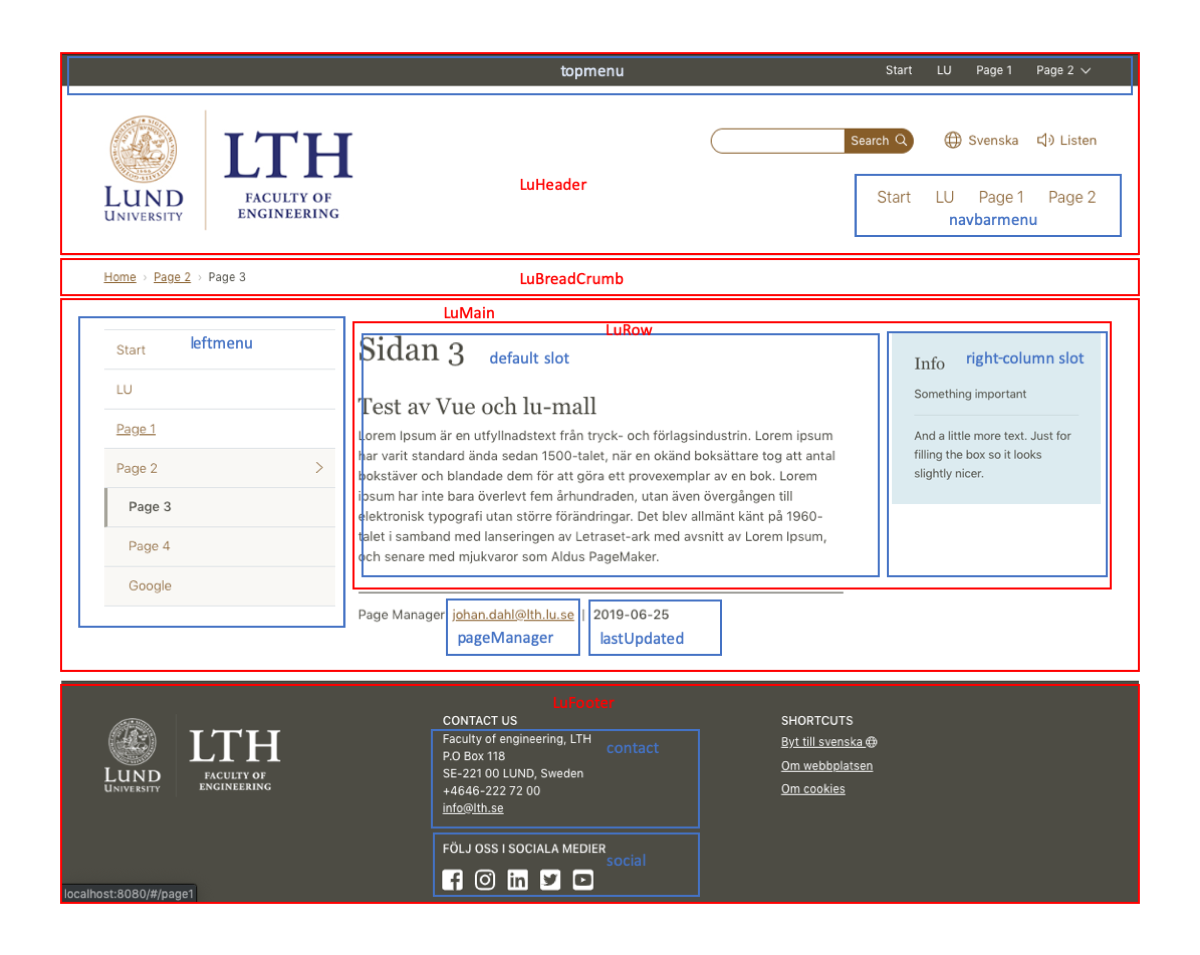 topmenu
Start LU Page 1 Page 2
LUND
UNIVERSITY
LTH
FACULTY OF
ENGINEERING
Search
Svenska
Listen
LuHeader
Start LU Page 1 Page 2
navbarmenu
Home › Page 2 › Page 3
LuBreadCrumb
LuMain
LuRow
leftmenu
Start
LU
Page 1
Page 2
Page 3
Page 4
Google
Sidan 3
default slot
Test av Vue och lu-mall
Lorem Ipsum är en utfyllnadstext från tryck- och förlagsindustrin. Lorem ipsum
har varit standard ända sedan 1500-talet, när en okänd boksättare tog att antal
bokstäver och blandade dem för att göra ett provexemplar av en bok. Lorem
ipsum har inte bara överlevt fem århundraden, utan även övergången till
elektronisk typografi utan större förändringar. Det blev allmänt känt på 1960-
talet i samband med lanseringen av Letraset-ark med avsnitt av Lorem Ipsum,
och senare med mjukvaror som Aldus PageMaker.
Info
right-column slot
Something important
And a little more text. Just for
filling the box so it looks
slightly nicer.
Page Manager johan.dahl@lth.lu.se | 2019-06-25
pageManager
lastUpdated
LuFooter
LUND
UNIVERSITY
LTH
FACULTY OF
ENGINEERING
CONTACT US
Faculty of engineering, LTH
contact
P.O Box 118
SE-221 00 LUND, Sweden
+4646-222 72 00
info@lth.se
FÖLJ OSS I SOCIALA MEDIER
social
SHORTCUTS
Byt till svenska
Om webbplatsen
Om cookies
localhost:8080/#/page1